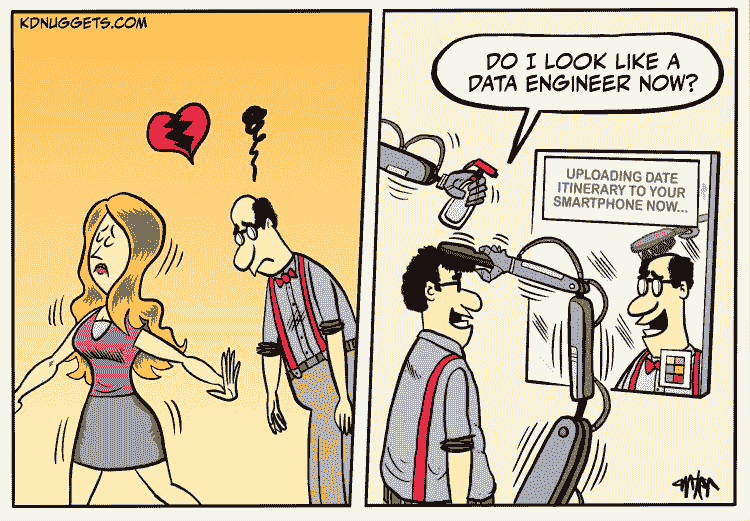 KDNUGGETS.COM
DO I LOOK LIKE A
DATA ENGINEER NOW?
UPLOADING DATE
ITINERARY TO YOUR
SMARTPHONE NOW...